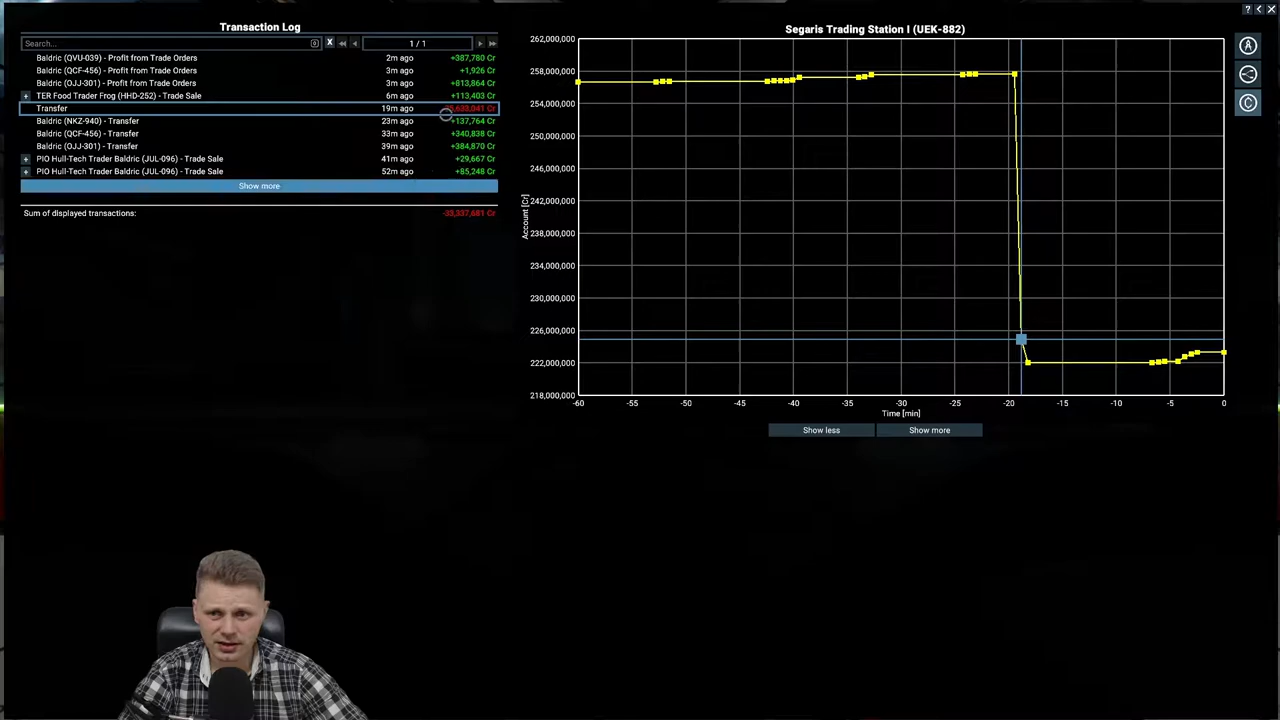 Transaction Log
Search...
1 / 1
Baldric (QVU-039) - Profit from Trade Orders 2m ago +387,780 Cr
Baldric (QCF-456) - Profit from Trade Orders 3m ago +1,926 Cr
Baldric (OJJ-301) - Profit from Trade Orders 3m ago +813,864 Cr
+ TER Food Trader Frog (HHD-252) - Trade Sale 6m ago +113,403 Cr
Transfer 19m ago Cr
Baldric (NKZ-940) - Transfer 23m ago +137,764 Cr
Baldric (QCF-456) - Transfer 33m ago +340,838 Cr
Baldric (OJJ-301) - Transfer 39m ago +384,870 Cr
+ PIO Hull-Tech Trader Baldric (JUL-096) - Trade Sale 41m ago +29,667 Cr
+ PIO Hull-Tech Trader Baldric (JUL-096) - Trade Sale 52m ago +85,248 Cr
Show more
Sum of displayed transactions: -33,337,681 Cr
Segaris Trading Station I (UEK-882)
262,000,000
258,000,000
254,000,000
250,000,000
246,000,000
242,000,000
238,000,000
234,000,000
230,000,000
226,000,000
222,000,000
218,000,000
Account [Cr]
-60 -55 -50 -45 -40 -35 -30 -25 -20 -15 -10 -5 0
Time [min]
Show less Show more